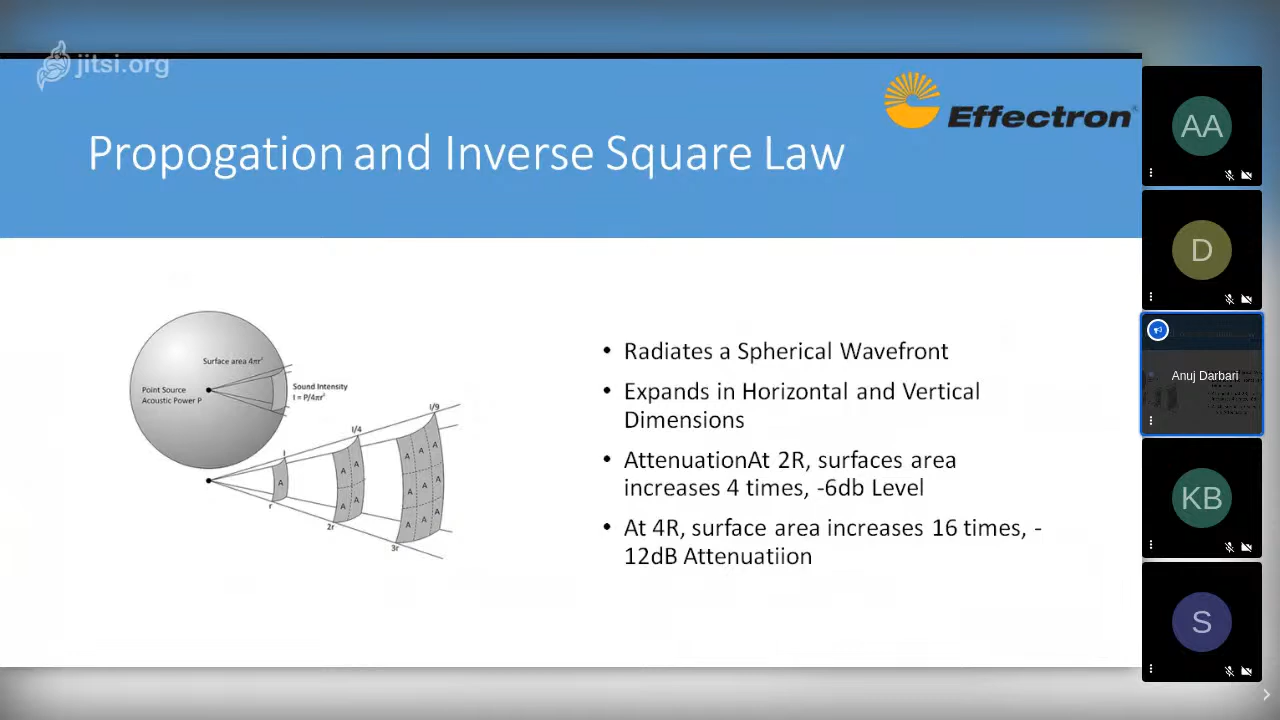 jitsi.org
Effectron
Propogation and Inverse Square Law
Surface area 4πr²
Point Source
Acoustic Power P
Sound Intensity
I = P/4πr²
I
I/4
I/9
A
A
A
A
A
A
A
A
A
A
A
A
A
A
r
2r
3r
• Radiates a Spherical Wavefront
• Expands in Horizontal and Vertical
Dimensions
• AttenuationAt 2R, surfaces area
increases 4 times, -6db Level
• At 4R, surface area increases 16 times, -
12dB Attenuatiion
AA
D
Anuj Darbari
KB
S